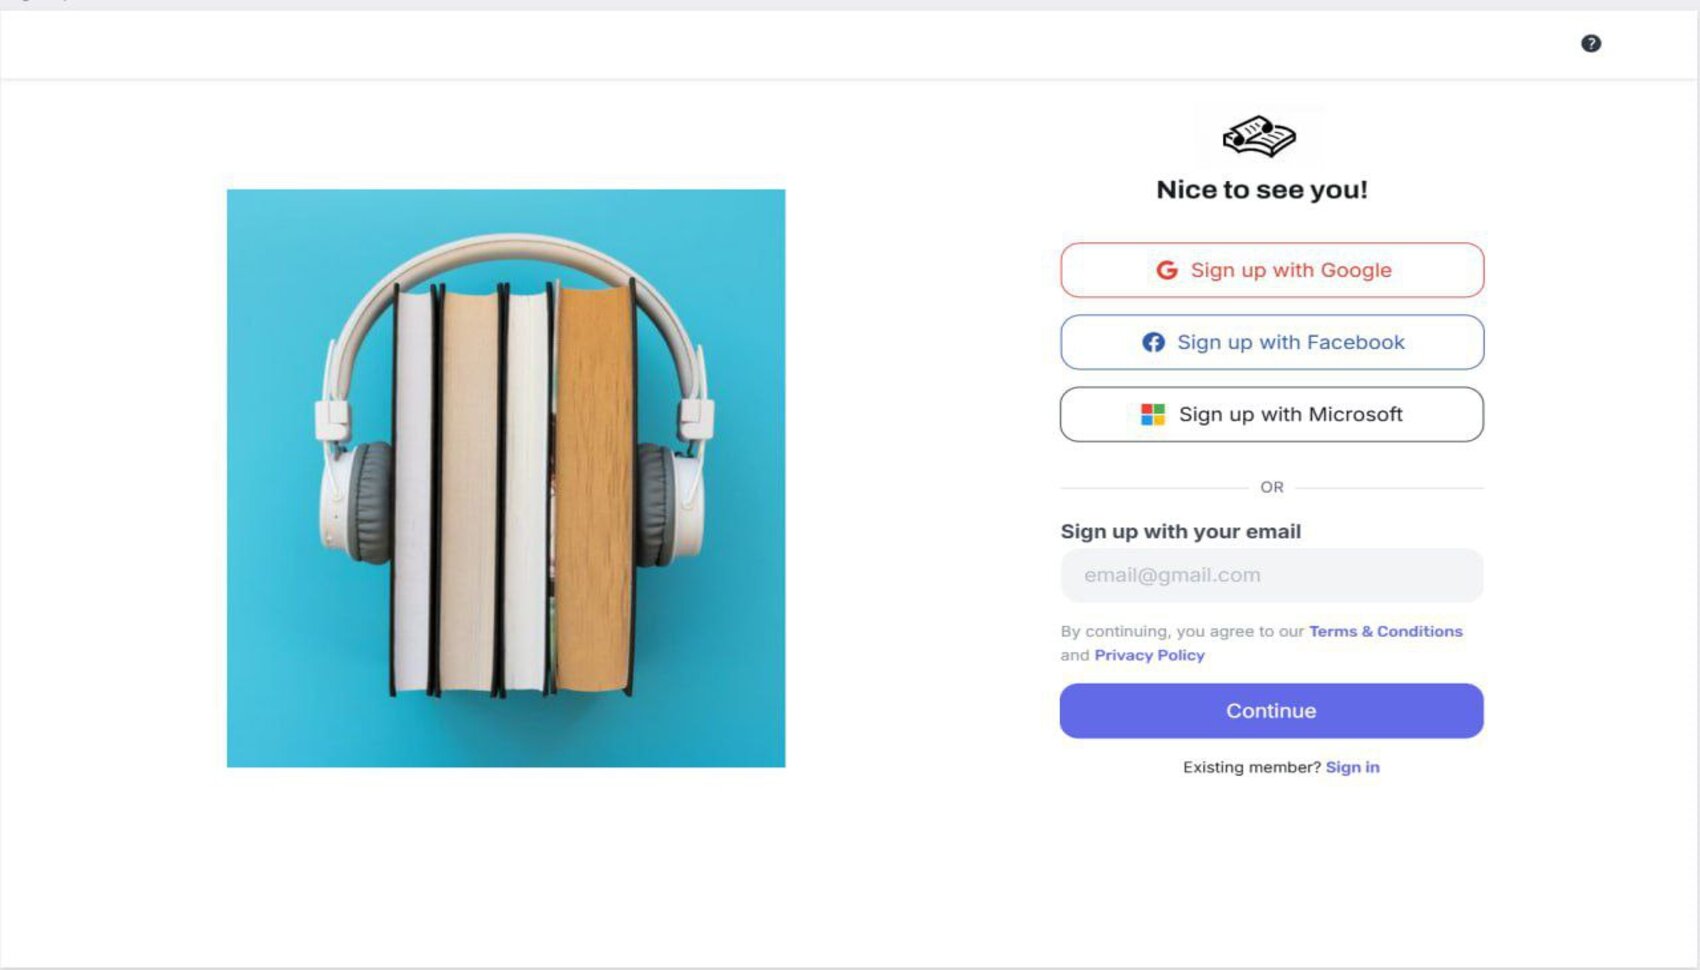 ?
Nice to see you!
Sign up with Google
Sign up with Facebook
Sign up with Microsoft
OR
Sign up with your email
email@gmail.com
By continuing, you agree to our Terms & Conditions
and Privacy Policy
Continue
Existing member? Sign in